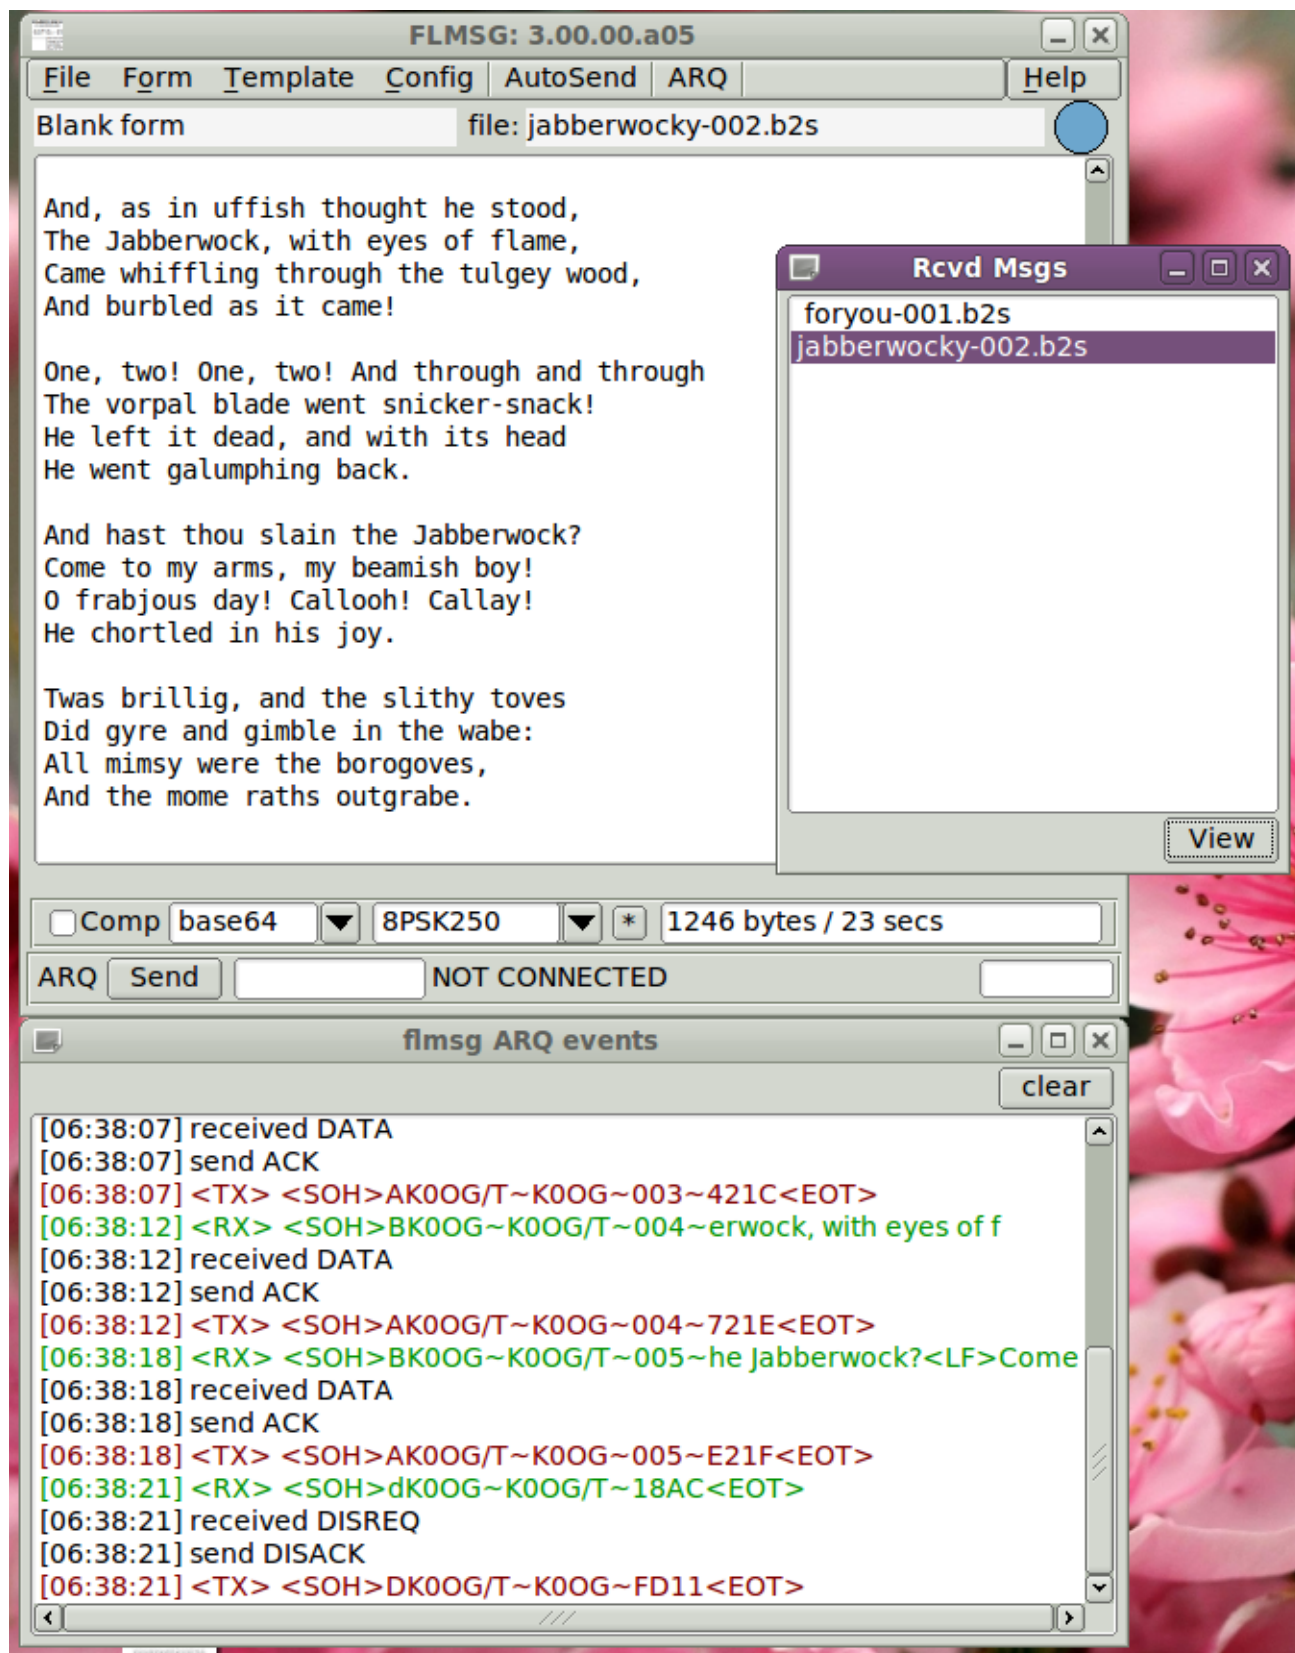 FLMSG: 3.00.00.a05
File Form Template Config AutoSend ARQ Help
Blank form file: jabberwocky-002.b2s
And, as in uffish thought he stood,
The Jabberwock, with eyes of flame,
Came whiffling through the tulgey wood,
And burbled as it came!
One, two! One, two! And through and through
The vorpal blade went snicker-snack!
He left it dead, and with its head
He went galumphing back.
And hast thou slain the Jabberwock?
Come to my arms, my beamish boy!
O frabjous day! Callooh! Callay!
He chortled in his joy.
Twas brillig, and the slithy toves
Did gyre and gimble in the wabe:
All mimsy were the borogoves,
And the mome raths outgrabe.
Rcvd Msgs
foryou-001.b2s
jabberwocky-002.b2s
View
Comp base64 8PSK250 * 1246 bytes / 23 secs
ARQ Send NOT CONNECTED
flmsg ARQ events
clear
[06:38:07] received DATA
[06:38:07] send ACK
[06:38:07] <TX> <SOH>AK0OG/T~K0OG~003~421C<EOT>
[06:38:12] <RX> <SOH>BK0OG~K0OG/T~004~erwock, with eyes of f
[06:38:12] received DATA
[06:38:12] send ACK
[06:38:12] <TX> <SOH>AK0OG/T~K0OG~004~721E<EOT>
[06:38:18] <RX> <SOH>BK0OG~K0OG/T~005~he Jabberwock?<LF>Come
[06:38:18] received DATA
[06:38:18] send ACK
[06:38:18] <TX> <SOH>AK0OG/T~K0OG~005~E21F<EOT>
[06:38:21] <RX> <SOH>dK0OG~K0OG/T~18AC<EOT>
[06:38:21] received DISREQ
[06:38:21] send DISACK
[06:38:21] <TX> <SOH>DK0OG/T~K0OG~FD11<EOT>